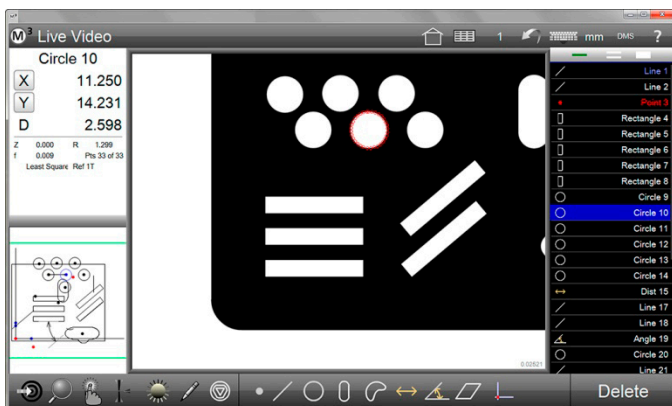 M3 Live Video
1 mm DMS ?
Circle 10
X 11.250
Y 14.231
D 2.598
Z 0.000 R 1.299
f 0.009 Pts 33 of 33
Least Square Ref 1T
Line 1
Line 2
Point 3
Rectangle 4
Rectangle 5
Rectangle 6
Rectangle 7
Rectangle 8
Circle 9
Circle 10
Circle 11
Circle 12
Circle 13
Circle 14
Dist 15
Line 17
Line 18
Angle 19
Circle 20
Line 21
0.02621
Delete